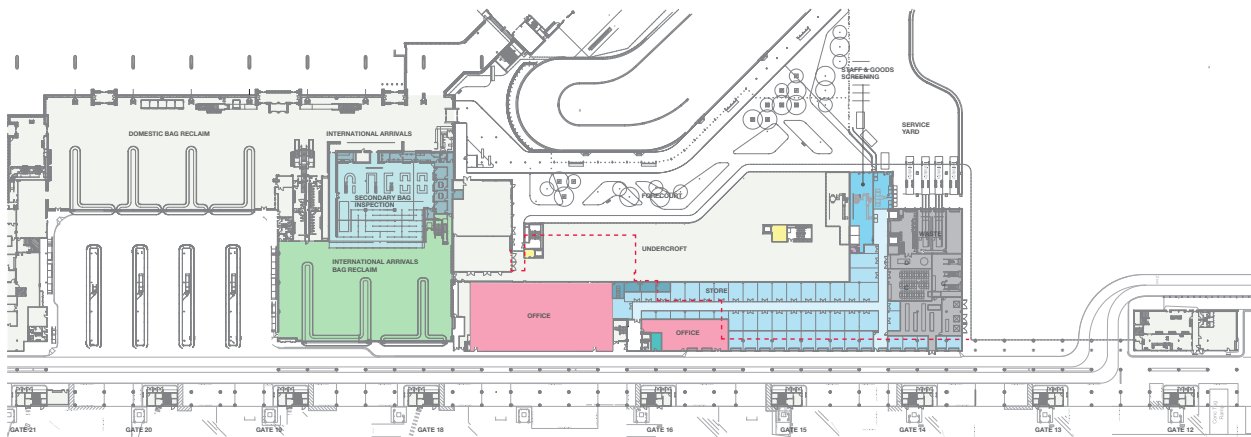 STAFF & GOODS
SCREENING
SERVICE
YARD
DOMESTIC BAG RECLAIM
INTERNATIONAL ARRIVALS
SECONDARY BAG
INSPECTION
FORECOURT
WASTE
UNDERCROFT
INTERNATIONAL ARRIVALS
BAG RECLAIM
STORE
OFFICE
OFFICE
GATE 21
GATE 20
GATE 19
GATE 18
GATE 16
GATE 15
GATE 14
GATE 13
GATE 12